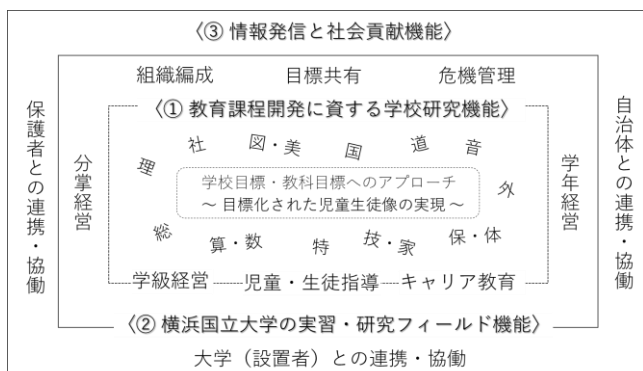 〈③ 情報発信と社会貢献機能〉
組織編成 目標共有 危機管理
〈① 教育課程開発に資する学校研究機能〉
保護者との連携・協働
分掌経営
理 社 図・美 国 道 音 外
学校目標・教科目標へのアプローチ
～ 目標化された児童生徒像の実現 ～
総 算・数 特 技・家 保・体
学年経営
自治体との連携・協働
学級経営 児童・生徒指導 キャリア教育
〈② 横浜国立大学の実習・研究フィールド機能〉
大学（設置者）との連携・協働